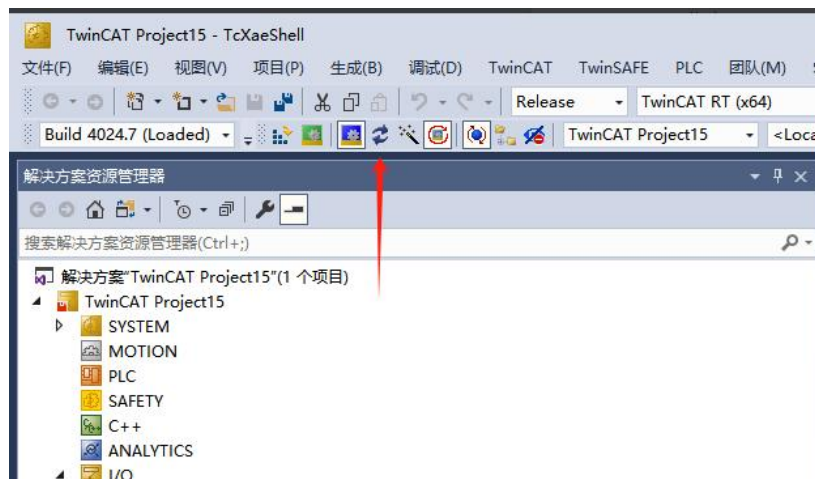 TwinCAT Project15 - TcXaeShell
文件(F) 编辑(E) 视图(V) 项目(P) 生成(B) 调试(D) TwinCAT TwinSAFE PLC 团队(M)
Release TwinCAT RT (x64)
Build 4024.7 (Loaded) TwinCAT Project15 <Loca
解决方案资源管理器
搜索解决方案资源管理器(Ctrl+;)
解决方案"TwinCAT Project15"(1 个项目)
TwinCAT Project15
SYSTEM
MOTION
PLC
SAFETY
C++
ANALYTICS
I/O